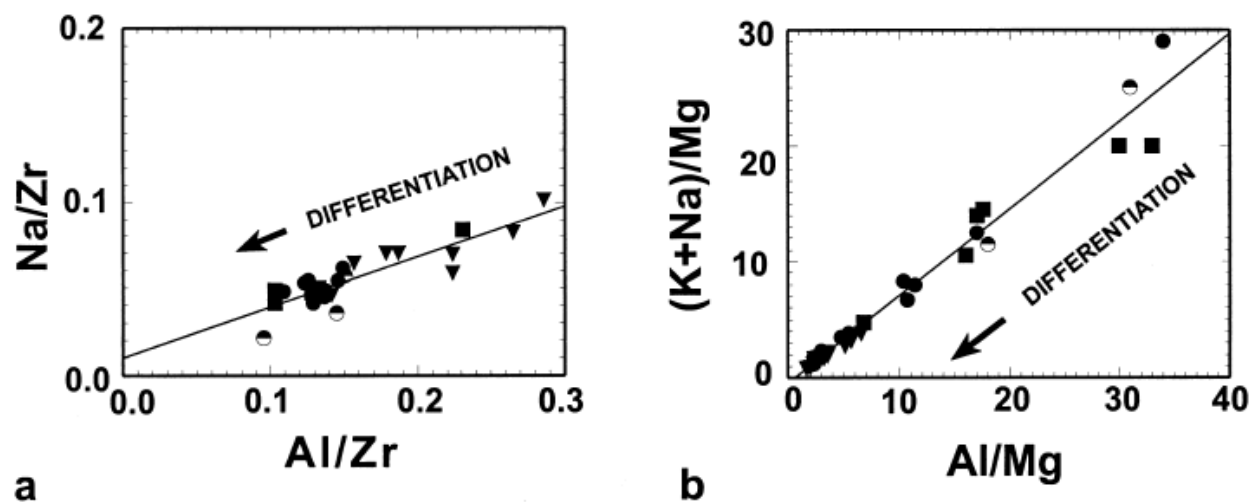 0.2
0.1
0.0
Na/Zr
DIFFERENTIATION
0.0 0.1 0.2 0.3
Al/Zr
a
30
20
10
0
(K+Na)/Mg
DIFFERENTIATION
0 10 20 30 40
Al/Mg
b